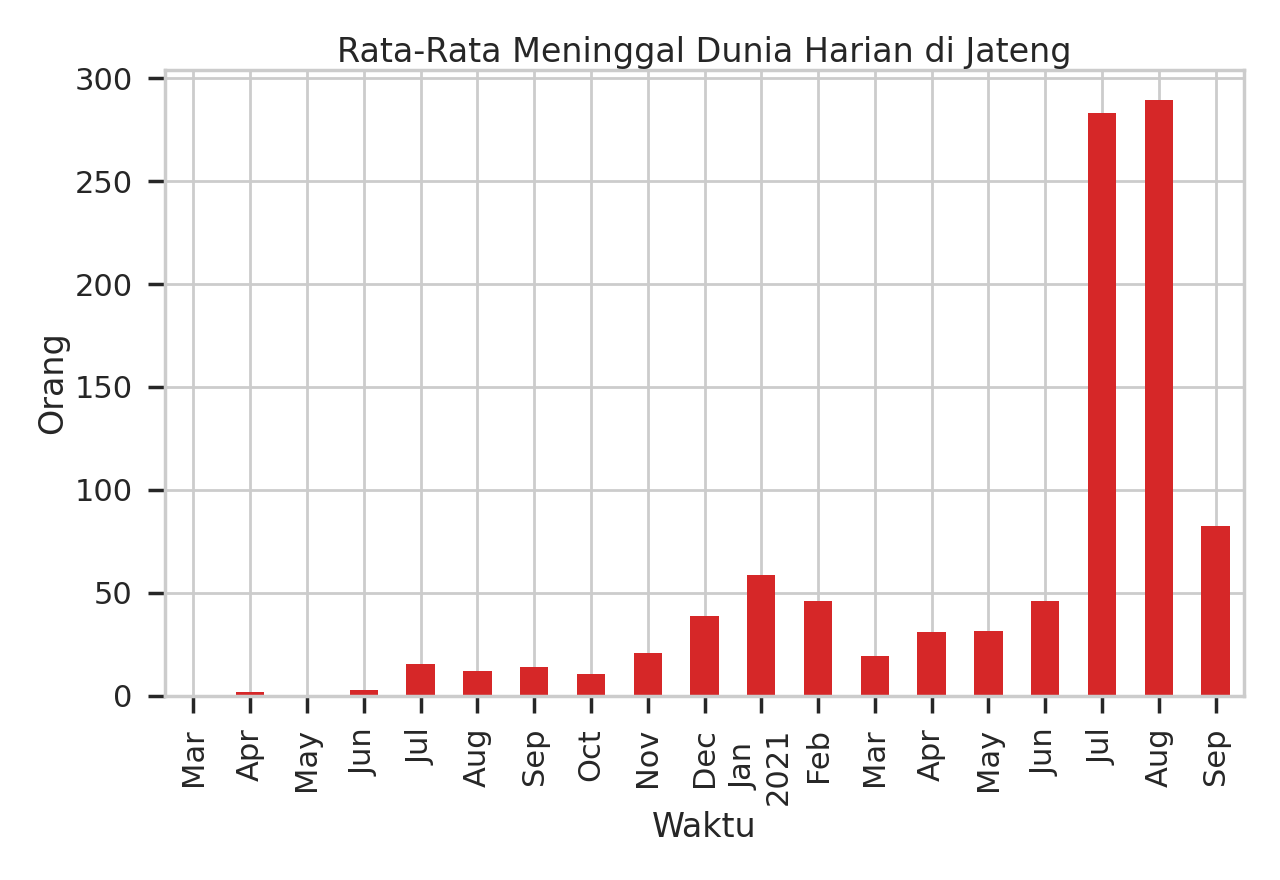 Rata-Rata Meninggal Dunia Harian di Jateng
300
250
200
150
100
50
0
Orang
Mar
Apr
May
Jun
Jul
Aug
Sep
Oct
Nov
Dec
Jan
2021
Feb
Mar
Apr
May
Jun
Jul
Aug
Sep
Waktu